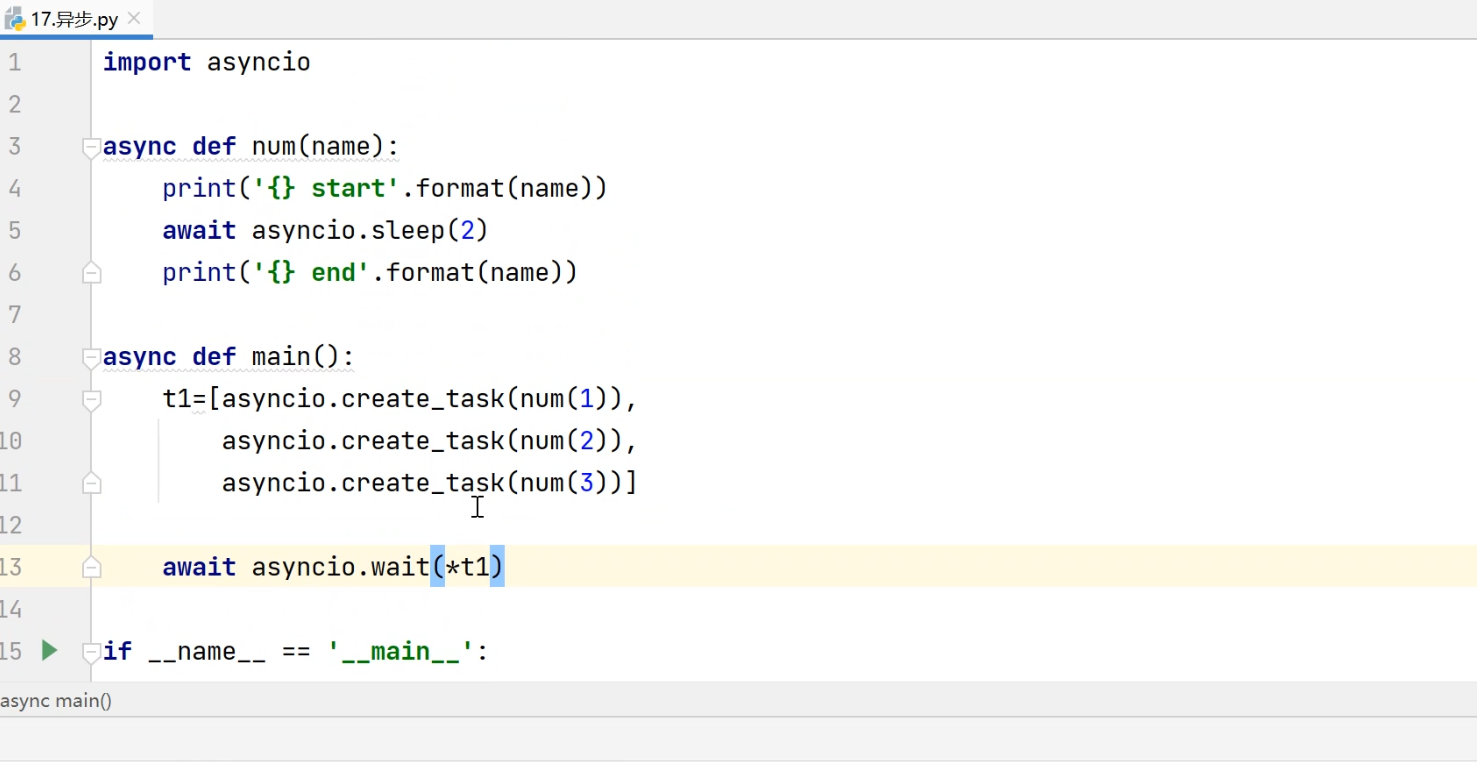 17.异步.py
1 import asyncio
2
3 async def num(name):
4     print('{} start'.format(name))
5     await asyncio.sleep(2)
6     print('{} end'.format(name))
7
8 async def main():
9     t1=[asyncio.create_task(num(1)),
10         asyncio.create_task(num(2)),
11         asyncio.create_task(num(3))]
12
13     await asyncio.wait(*t1)
14
15 if __name__ == '__main__':
async main()